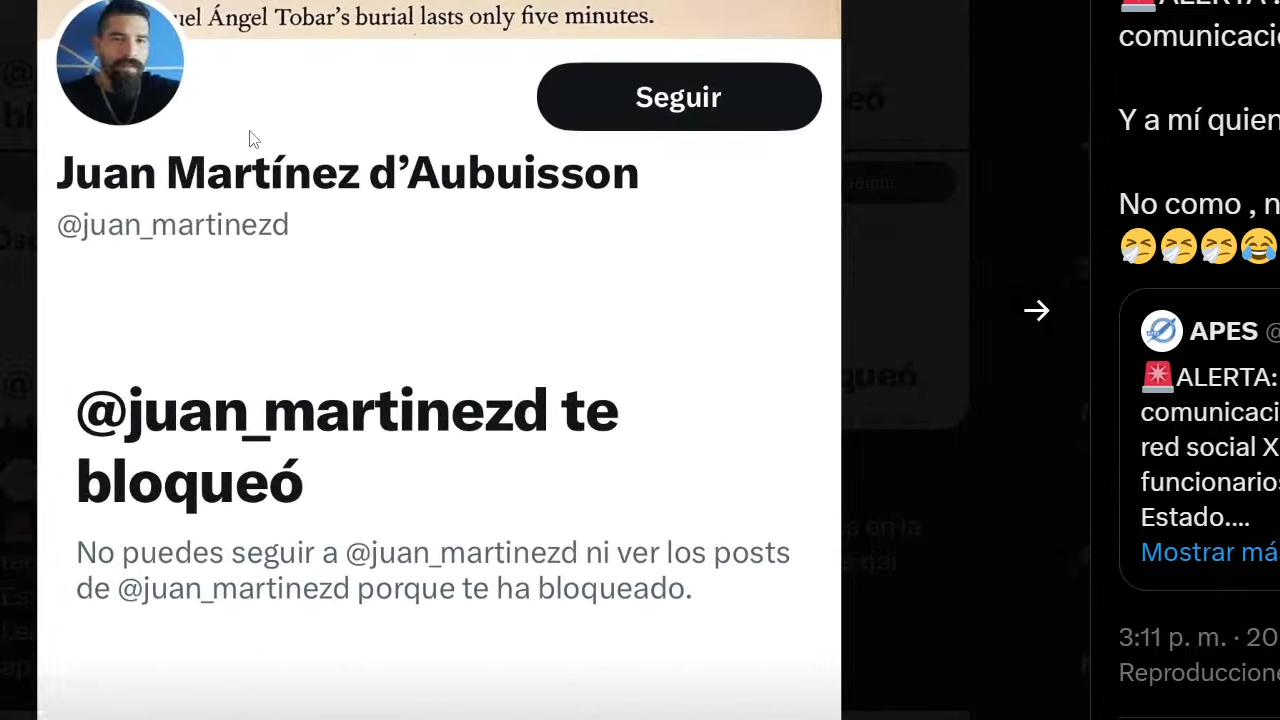 uel Ángel Tobar’s burial lasts only five minutes.
Seguir
Juan Martínez d’Aubuisson
@juan_martinezd
@juan_martinezd te
bloqueó
No puedes seguir a @juan_martinezd ni ver los posts
de @juan_martinezd porque te ha bloqueado.
ALERTA
comunicaci
Y a mí quien
No como , n
APES @
ALERTA:
comunicaci
red social X
funcionarios
Estado....
Mostrar má
3:11 p. m. · 20
Reproduccione